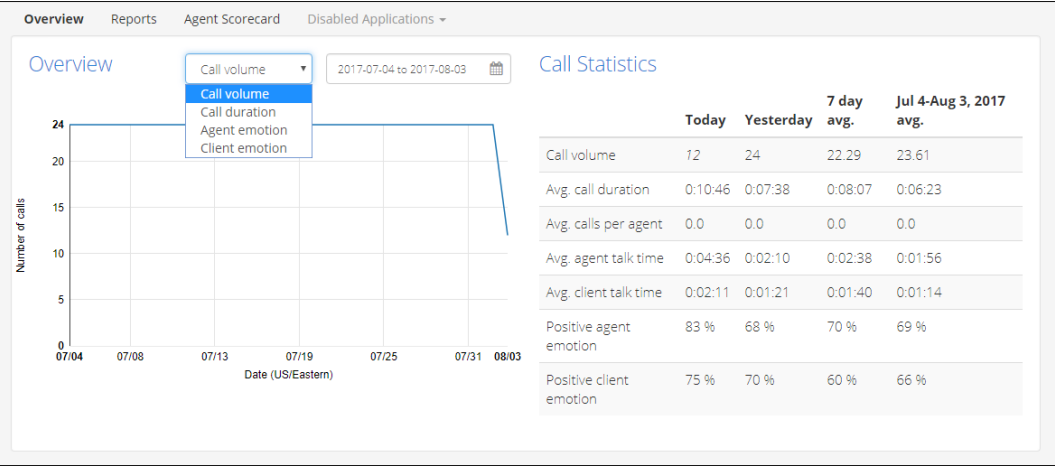 Overview Reports Agent Scorecard Disabled Applications
Overview
Call volume
2017-07-04 to 2017-08-03
Call volume
Call duration
Agent emotion
Client emotion
24
20
15
10
5
0
Number of calls
07/04 07/08 07/13 07/19 07/25 07/31 08/03
Date (US/Eastern)
Call Statistics
Today Yesterday 7 day avg. Jul 4-Aug 3, 2017 avg.
Call volume 12 24 22.29 23.61
Avg. call duration 0:10:46 0:07:38 0:08:07 0:06:23
Avg. calls per agent 0.0 0.0 0.0 0.0
Avg. agent talk time 0:04:36 0:02:10 0:02:38 0:01:56
Avg. client talk time 0:02:11 0:01:21 0:01:40 0:01:14
Positive agent emotion 83 % 68 % 70 % 69 %
Positive client emotion 75 % 70 % 60 % 66 %